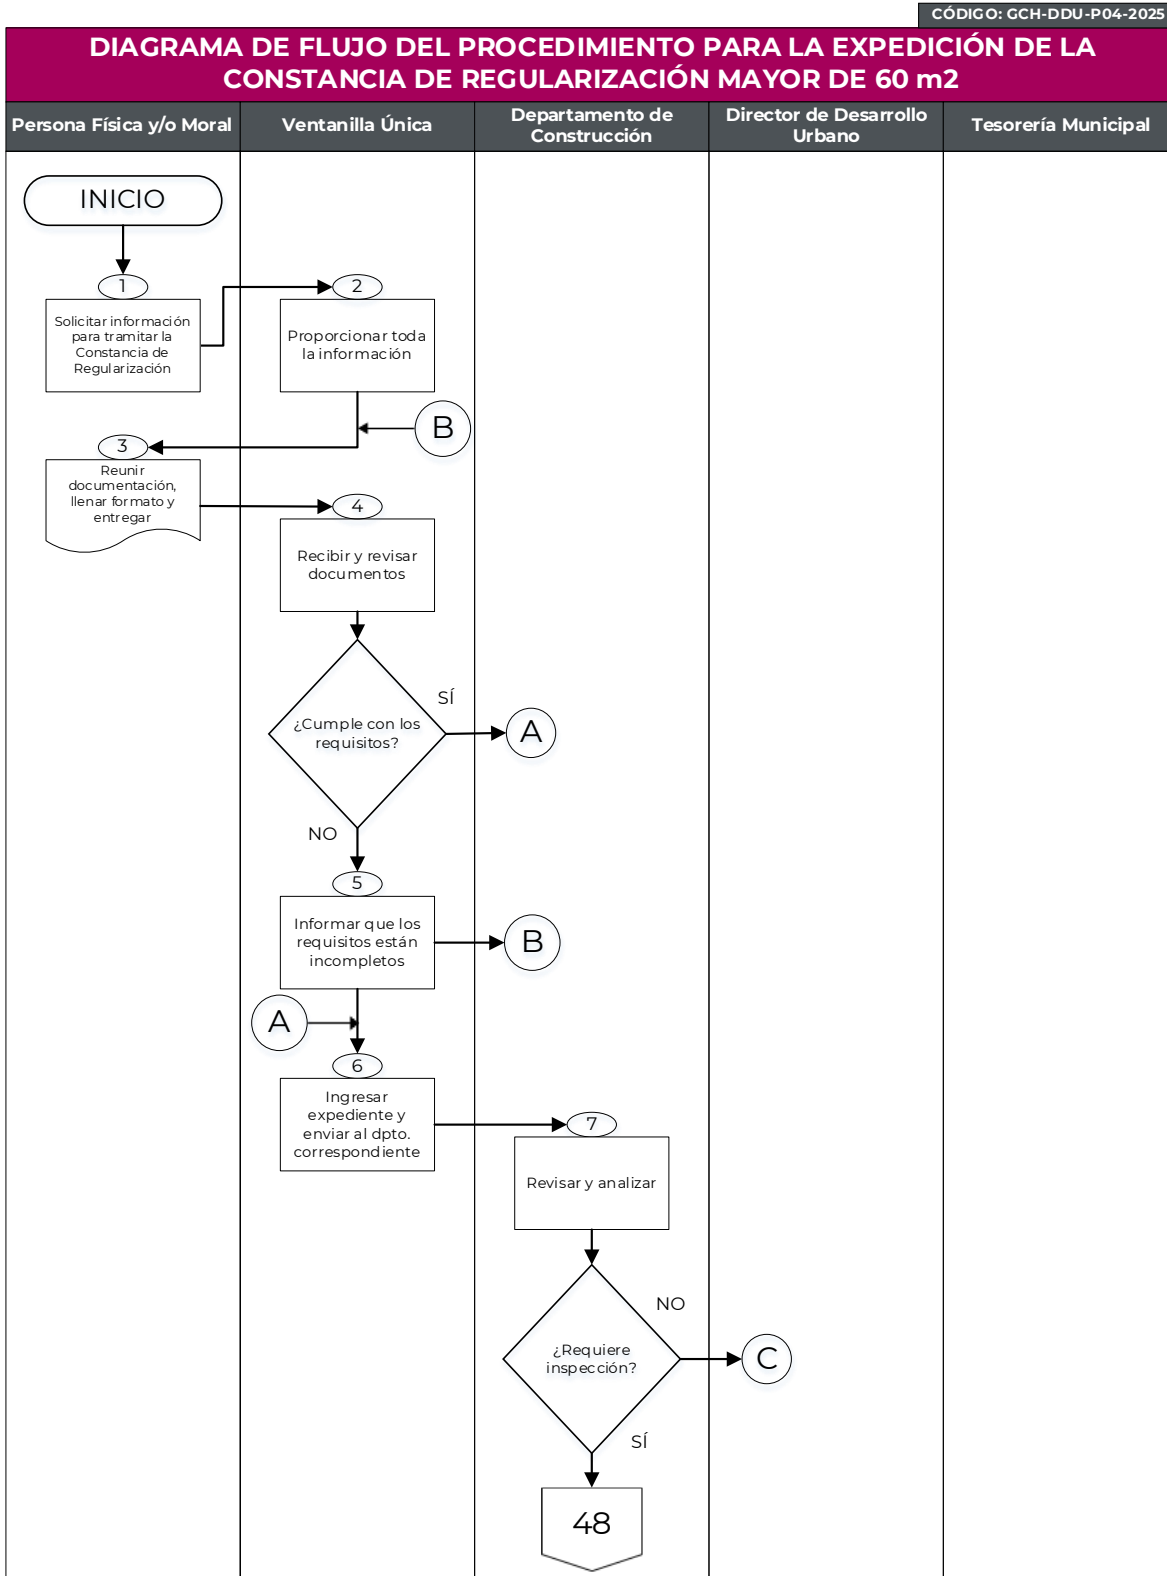 CÓDIGO: GCH-DDU-P04-2025
DIAGRAMA DE FLUJO DEL PROCEDIMIENTO PARA LA EXPEDICIÓN DE LA
CONSTANCIA DE REGULARIZACIÓN MAYOR DE 60 m2
Persona Física y/o Moral
Ventanilla Única
Departamento de
Construcción
Director de Desarrollo
Urbano
Tesorería Municipal
INICIO
1
Solicitar información
para tramitar la
Constancia de
Regularización
2
Proporcionar toda
la información
B
3
Reunir
documentación,
llenar formato y
entregar
4
Recibir y revisar
documentos
¿Cumple con los
requisitos?
SÍ
A
NO
5
Informar que los
requisitos están
incompletos
B
A
6
Ingresar
expediente y
enviar al dpto.
correspondiente
7
Revisar y analizar
¿Requiere
inspección?
NO
C
SÍ
48